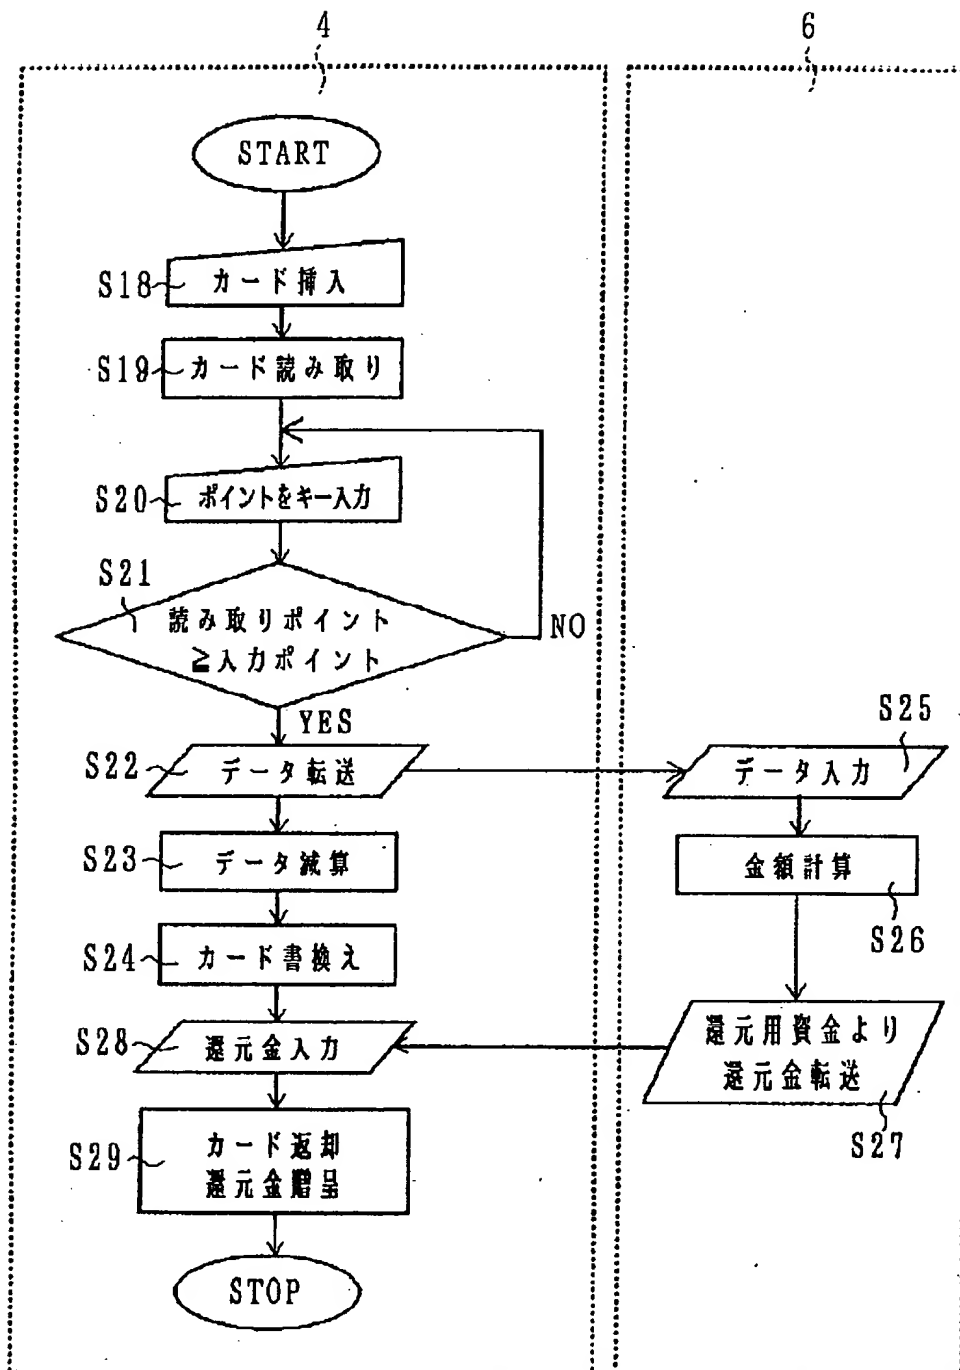 4
6
START
S18
カード挿入
S19
カード読み取り
S20
ポイントをキー入力
S21
読み取りポイント
≧入力ポイント
NO
YES
S22
データ転送
S25
データ入力
S23
データ減算
金額計算
S26
S24
カード書換え
S28
還元金入力
還元用資金より
還元金転送
S27
S29
カード返却
還元金贈呈
STOP